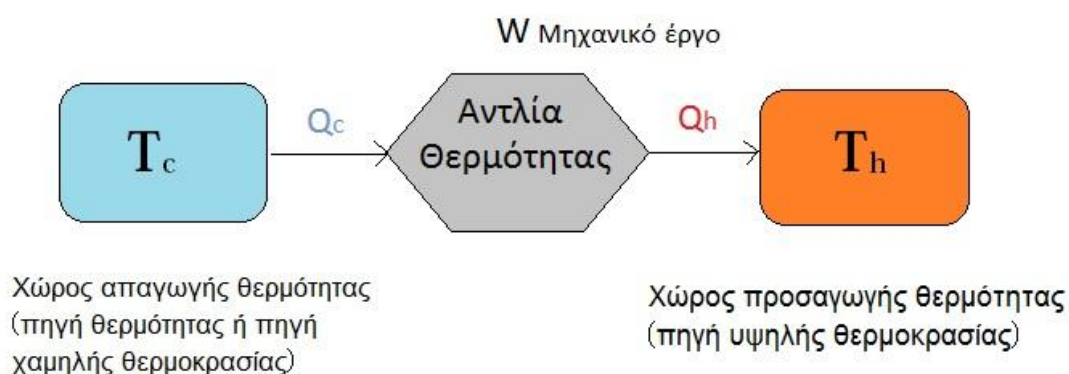 W Μηχανικό έργο
Tc
Qc
Αντλία
Θερμότητας
Qh
Th
Χώρος απαγωγής θερμότητας
(πηγή θερμότητας ή πηγή
χαμηλής θερμοκρασίας)
Χώρος προσαγωγής θερμότητας
(πηγή υψηλής θερμοκρασίας)